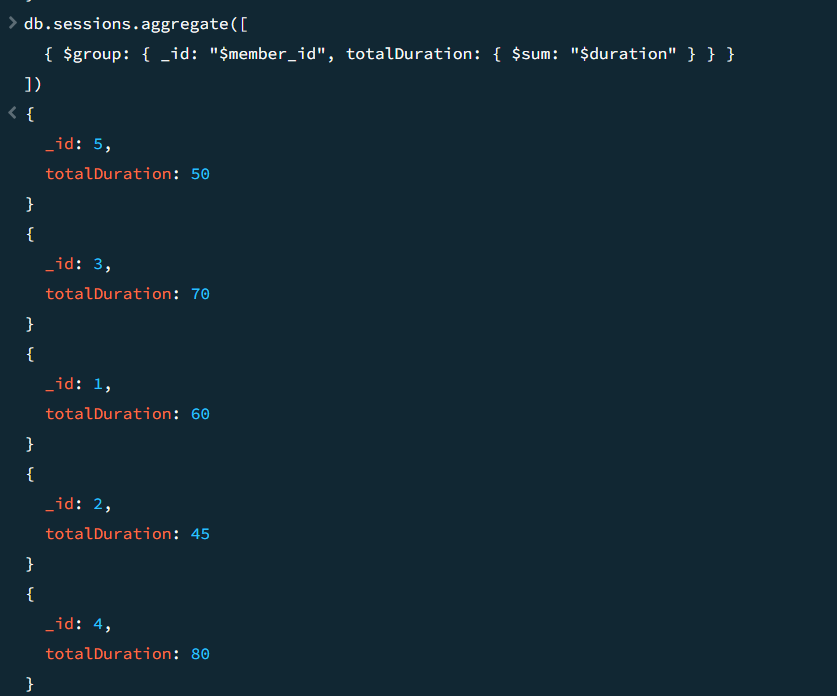 > db.sessions.aggregate([
{ $group: { _id: "$member_id", totalDuration: { $sum: "$duration" } } }
])
< {
_id: 5,
totalDuration: 50
}
{
_id: 3,
totalDuration: 70
}
{
_id: 1,
totalDuration: 60
}
{
_id: 2,
totalDuration: 45
}
{
_id: 4,
totalDuration: 80
}